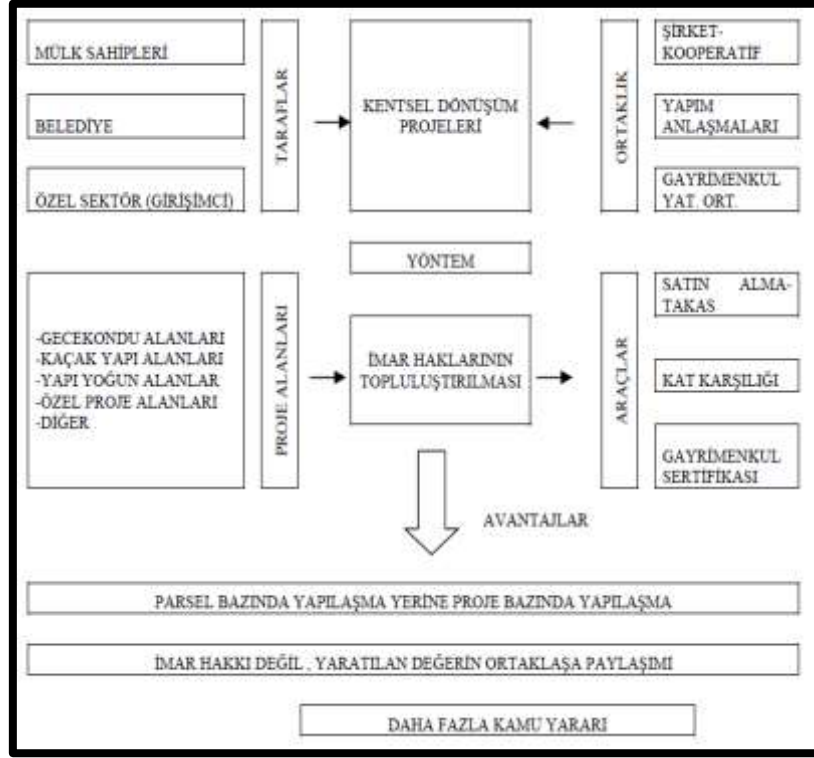 MÜLK SAHİPLERİ
BELEDİYE
ÖZEL SEKTÖR (GİRİŞİMCİ)
TARAFLAR
KENTSEL DÖNÜŞÜM
PROJELERİ
ORTAKLIK
ŞİRKET-
KOOPERATİF
YAPIM
ANLAŞMALARI
GAYRİMENKUL
YAT. ORT.
YÖNTEM
-GECEKONDU ALANLARI
-KAÇAK YAPI ALANLARI
-YAPI YOĞUN ALANLAR
-ÖZEL PROJE ALANLARI
-DİĞER
PROJE ALANLARI
İMAR HAKLARININ
TOPLULUŞTIRILMASI
ARAÇLAR
SATIN ALMA-
TAKAS
KAT KARŞILIĞI
GAYRİMENKUL
SERTİFİKASI
AVANTAJLAR
PARSEL BAZINDA YAPILAŞMA YERİNE PROJE BAZINDA YAPILAŞMA
İMAR HAKKI DEĞİL , YARATILAN DEĞERİN ORTAKLAŞA PAYLAŞIMI
DAHA FAZLA KAMU YARARI